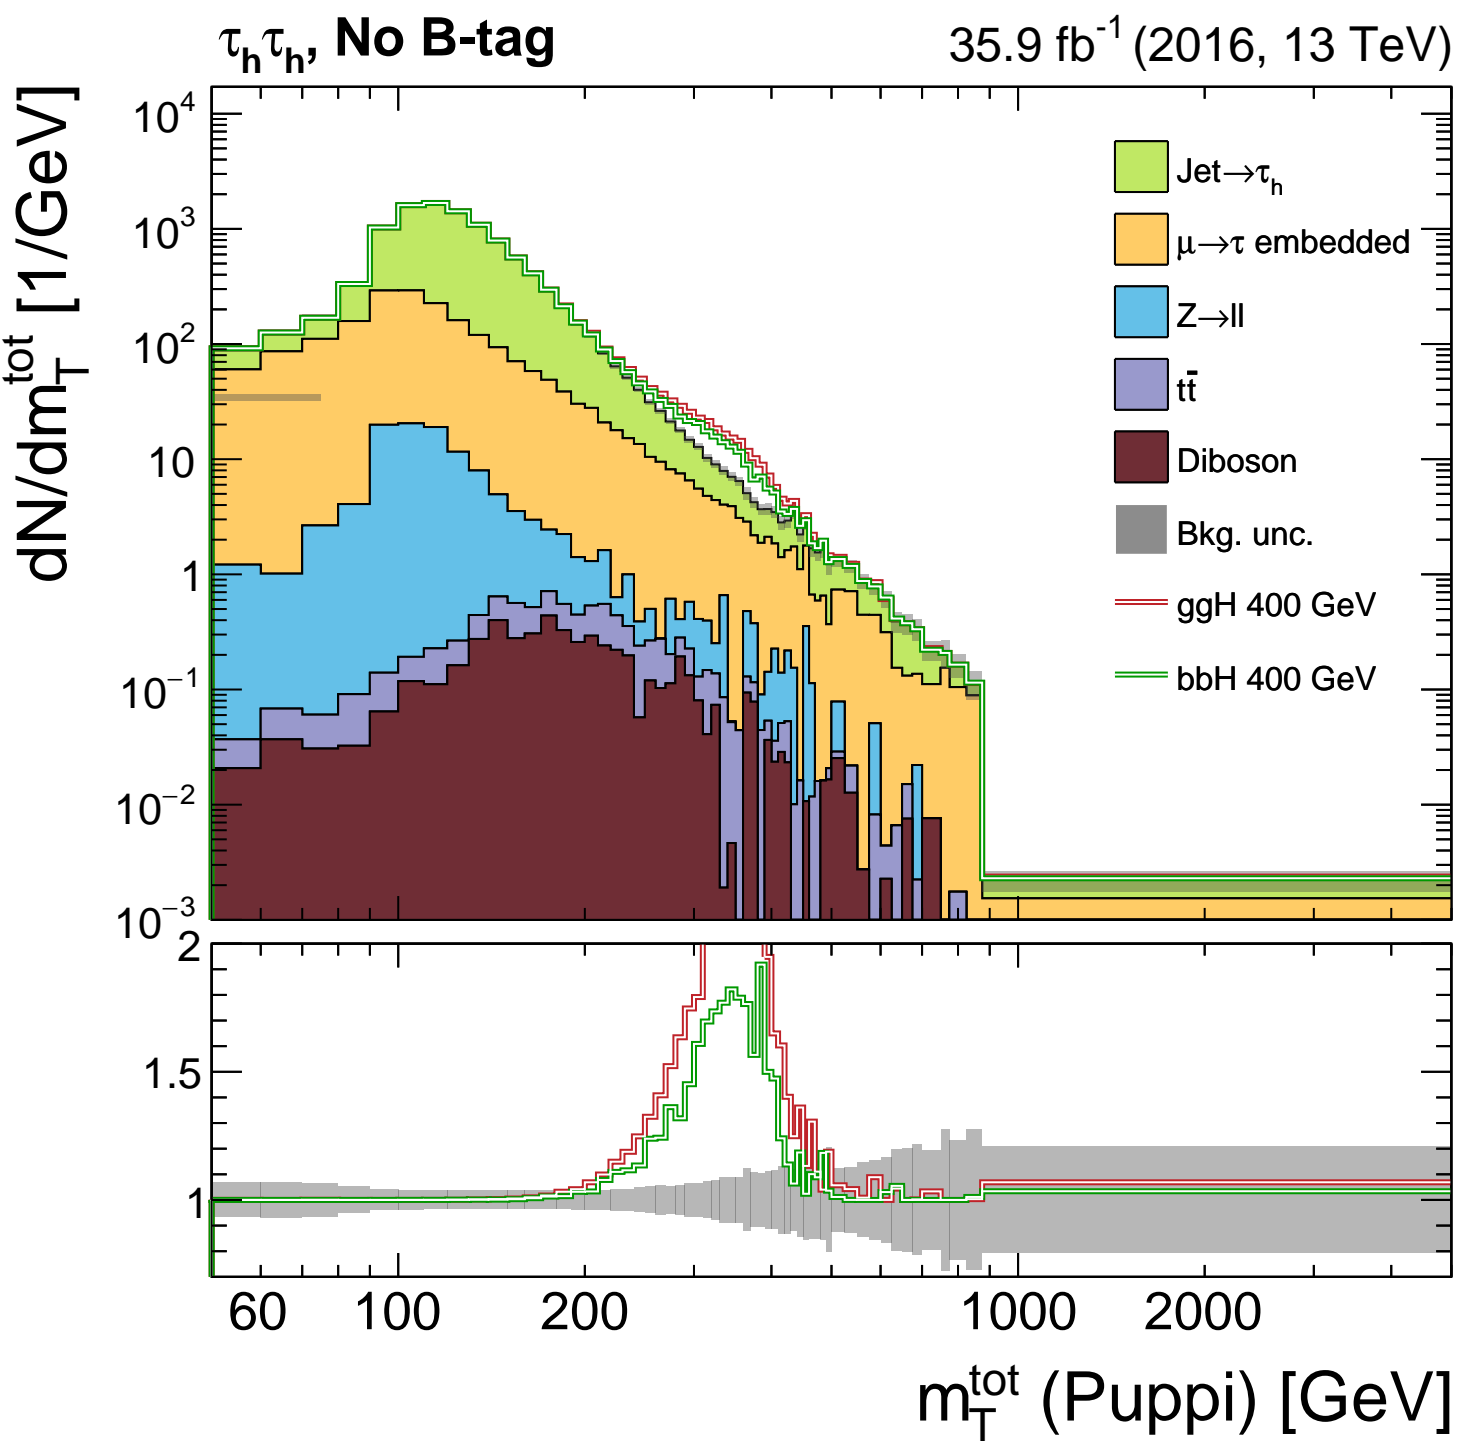 τhτh, No B-tag
35.9 fb-1 (2016, 13 TeV)
dN/dmTtot [1/GeV]
10^4
10^3
10^2
10
1
10^−1
10^−2
10^−3
Jet→τh
μ→τ embedded
Z→ll
tt̄
Diboson
Bkg. unc.
ggH 400 GeV
bbH 400 GeV
2
1.5
1
60 100 200 1000 2000
mTtot (Puppi) [GeV]